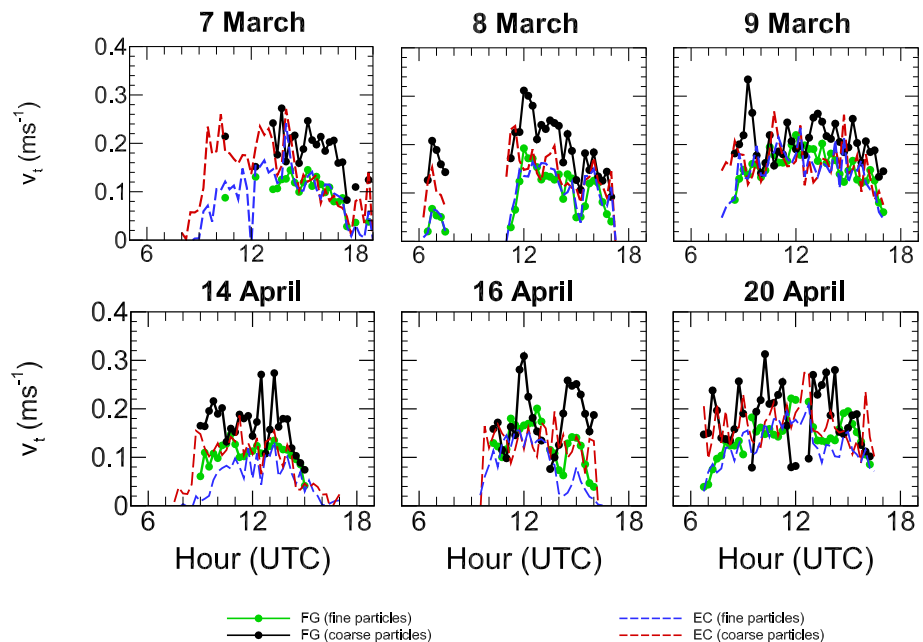 7 March 8 March 9 March
0.4
0.3
0.2
0.1
0
v_t (ms^-1)
6 12 18 6 12 18 6 12 18
14 April 16 April 20 April
0.4
0.3
0.2
0.1
0
v_t (ms^-1)
6 12 18 6 12 18 6 12 18
Hour (UTC) Hour (UTC) Hour (UTC)
FG (fine particles) EC (fine particles)
FG (coarse particles) EC (coarse particles)